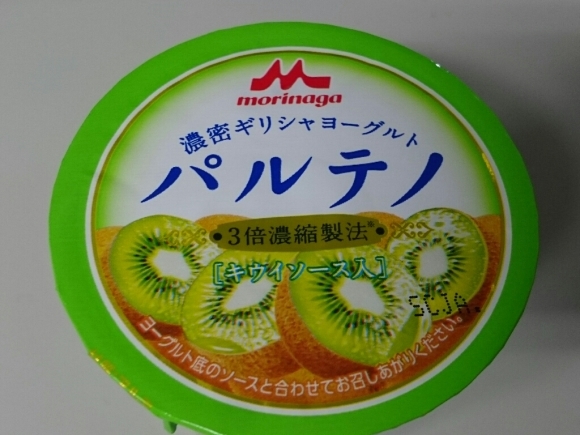 morinaga
濃密ギリシャヨーグルト
パルテノ
3倍濃縮製法®
[キウイソース入]
SCJA.
ヨーグルト底のソースと合わせてお召しあがりください。